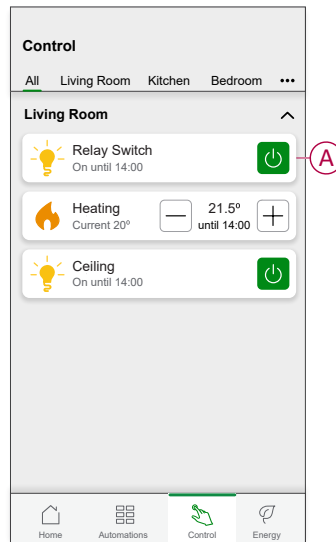 Control
All Living Room Kitchen Bedroom •••
Living Room
Relay Switch
On until 14:00
A
Heating
Current 20º
21.5º
until 14:00
Ceiling
On until 14:00
Home Automations Control Energy